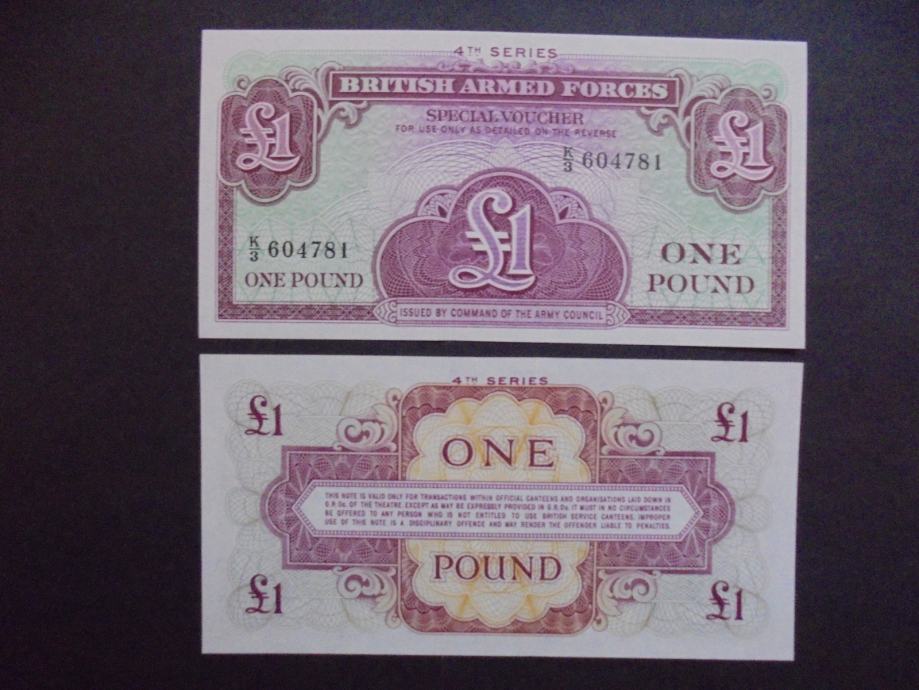 4TH SERIES
BRITISH ARMED FORCES
£1 £1
SPECIAL VOUCHER
FOR USE ONLY AS DETAILED ON THE REVERSE
K/3 604781
£1
K/3 604781
ONE POUND
ONE
POUND
ISSUED BY COMMAND OF THE ARMY COUNCIL
4TH SERIES
£1 £1
ONE
THIS NOTE IS VALID ONLY FOR TRANSACTIONS WITHIN OFFICIAL CANTEENS AND ORGANISATIONS LAID DOWN IN
G.R.Os. OF THE THEATRE. EXCEPT AS MAY BE EXPRESSLY PROVIDED IN G.R.Os. IT MUST IN NO CIRCUMSTANCES
BE OFFERED TO ANY PERSON WHO IS NOT ENTITLED TO USE BRITISH SERVICE CANTEENS. IMPROPER
USE OF THIS NOTE IS A DISCIPLINARY OFFENCE AND MAY RENDER THE OFFENDER LIABLE TO PENALTIES.
POUND
£1 £1